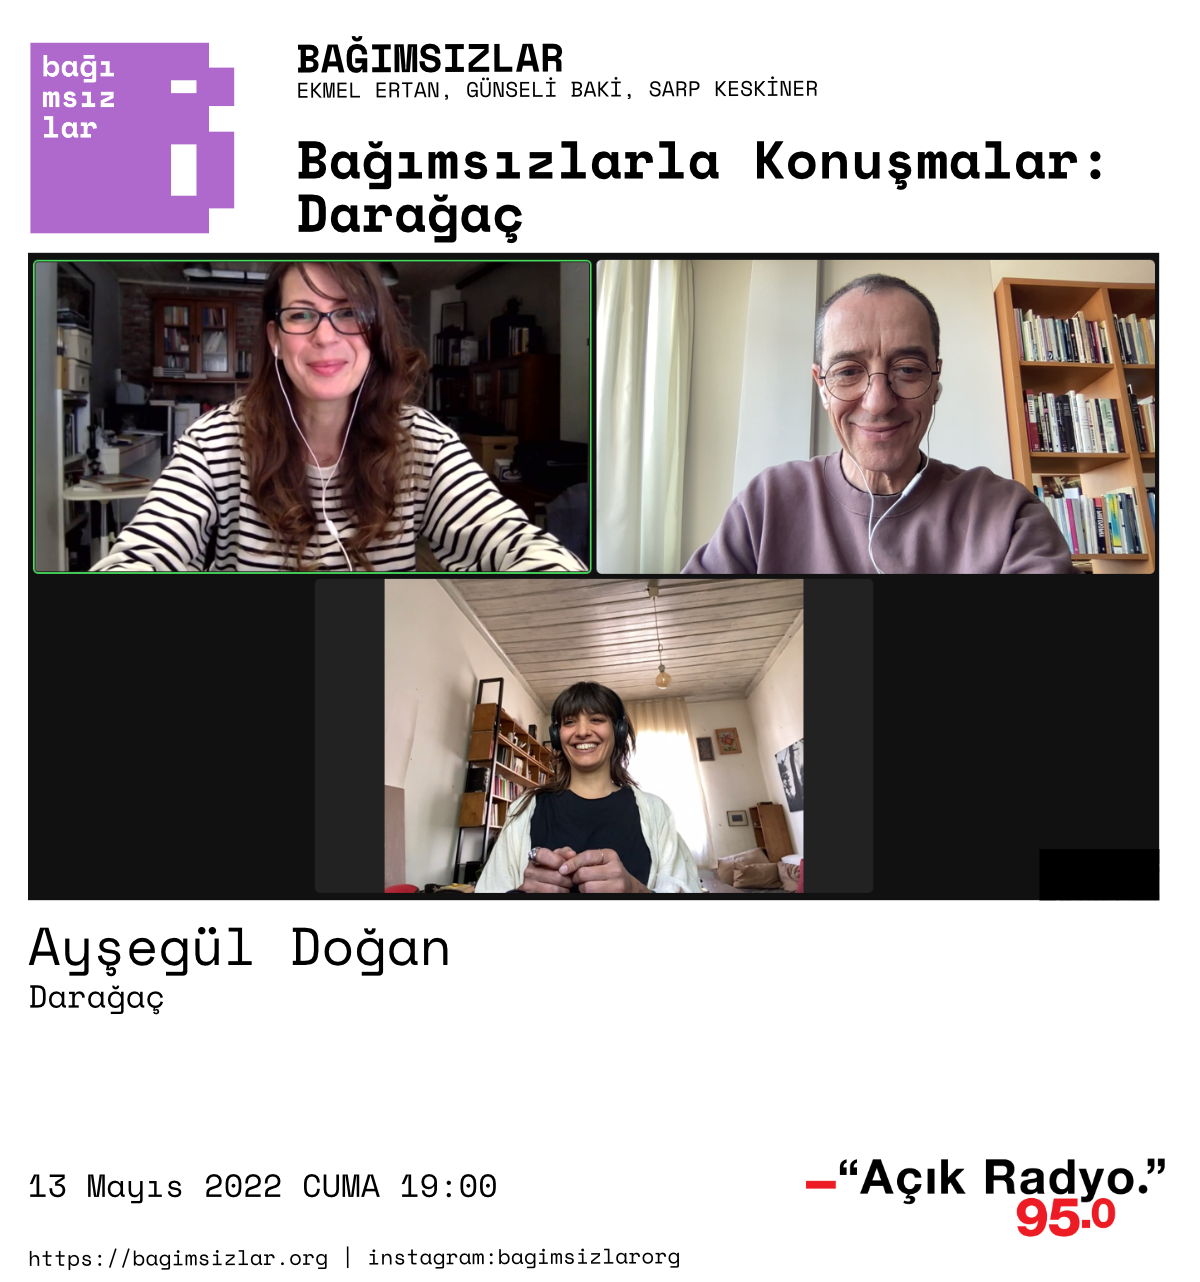 bağı
msız
lar
BAĞIMSIZLAR
EKMEL ERTAN, GÜNSELİ BAKİ, SARP KESKİNER
Bağımsızlarla Konuşmalar:
Darağaç
Ayşegül Doğan
Darağaç
13 Mayıs 2022 CUMA 19:00
“Açık Radyo.”
95.0
https://bagimsizlar.org | instagram:bagimsizlarorg